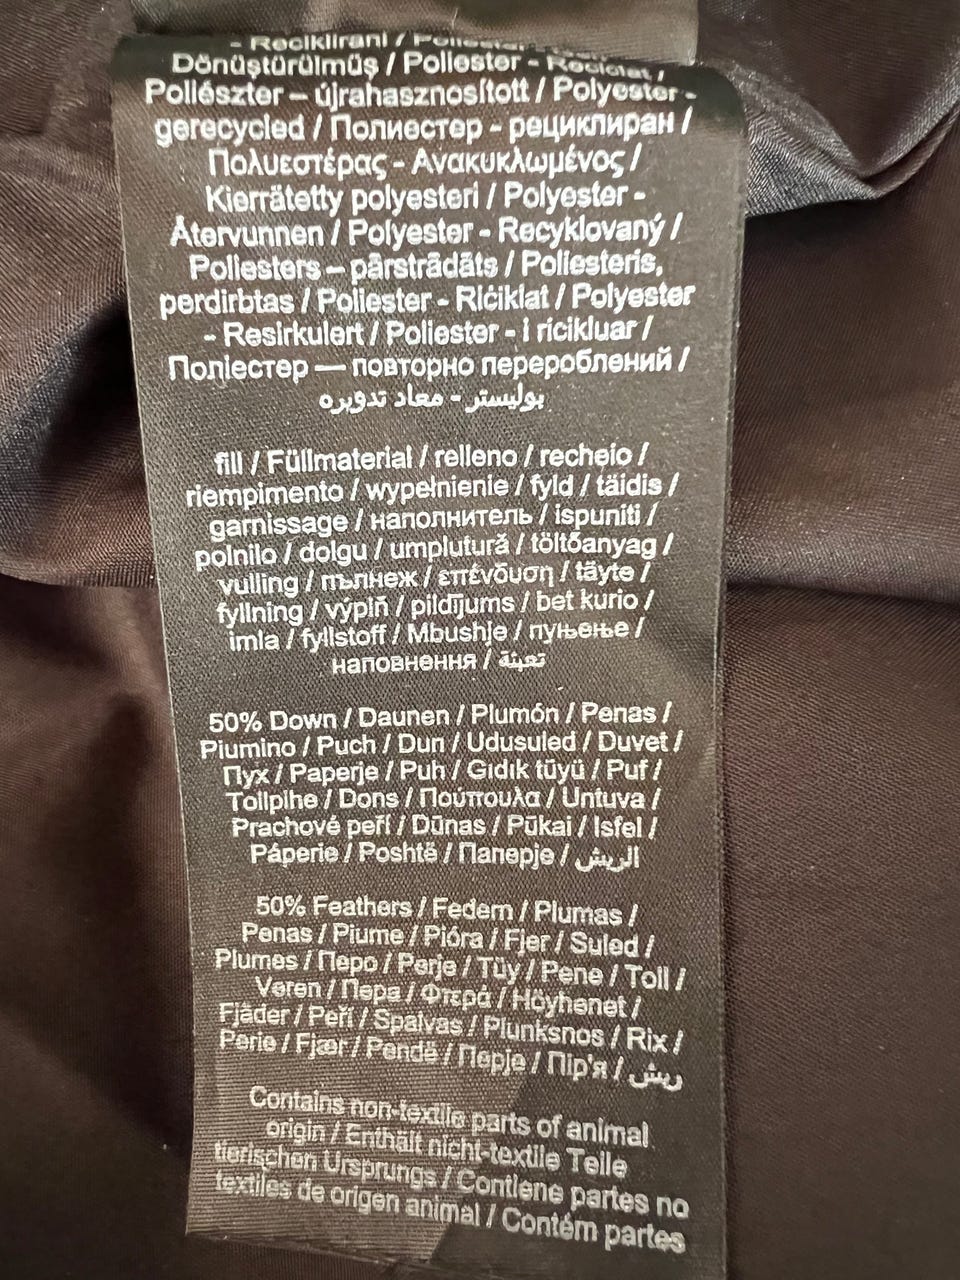 - Reciklirani /
Dönüştürülmüş / Poliester - Reciclat /
Poliészter – újrahasznosított / Polyester -
gerecycled / Полиестер - рециклиран /
Πολυεστέρας - Ανακυκλωμένος /
Kierrätetty polyesteri / Polyester -
Återvunnen / Polyester - Recyklovaný /
Poliesters – pārstrādāts / Poliesteris,
perdirbtas / Poliester - Riċiklat / Polyester
- Resirkulert / Poliester - i ricikluar /
Поліестер — повторно перероблений /
بوليستر - معاد تدويره
fill / Füllmaterial / relleno / recheio /
riempimento / wypełnienie / fyld / täidis /
garnissage / наполнитель / ispuniti /
polnilo / dolgu / umplutură / töltőanyag /
vulling / пълнеж / επένδυση / täyte /
fyllning / výplň / pildījums / bet kurio /
imla / fyllstoff / Mbushje / пуњење /
наповнення / تعبئة
50% Down / Daunen / Plumón / Penas /
Piumino / Puch / Dun / Udusuled / Duvet /
Пух / Paperje / Puh / Gıdık tüyü / Puf /
Tollpihe / Dons / Πούπουλα / Untuva /
Prachové peří / Dūnas / Pūkai / Isfel /
Páperie / Poshtë / Паперје / الريش
50% Feathers / Federn / Plumas /
Penas / Piume / Pióra / Fjer / Suled /
Plumes / Перо / Perje / Tüy / Pene / Toll /
Veren / Пера / Φτερά / Höyhenet /
Fjäder / Peří / Spalvas / Plunksnos / Rix /
Perie / Fjær / Pendë / Перје / Пір'я / ريش
Contains non-textile parts of animal
origin / Enthält nicht-textile Teile
tierischen Ursprungs / Contiene partes no
textiles de origen animal / Contém partes